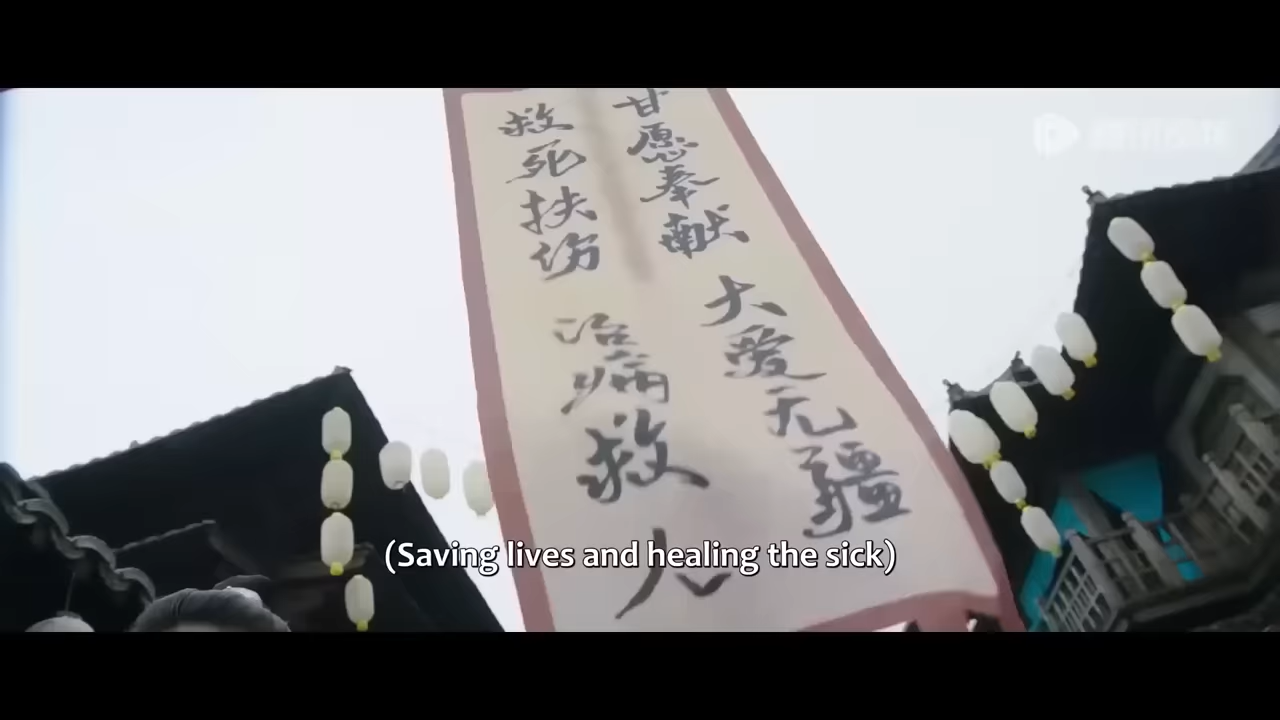 甘愿奉献 大爱无疆
救死扶伤 治病救人
(Saving lives and healing the sick)